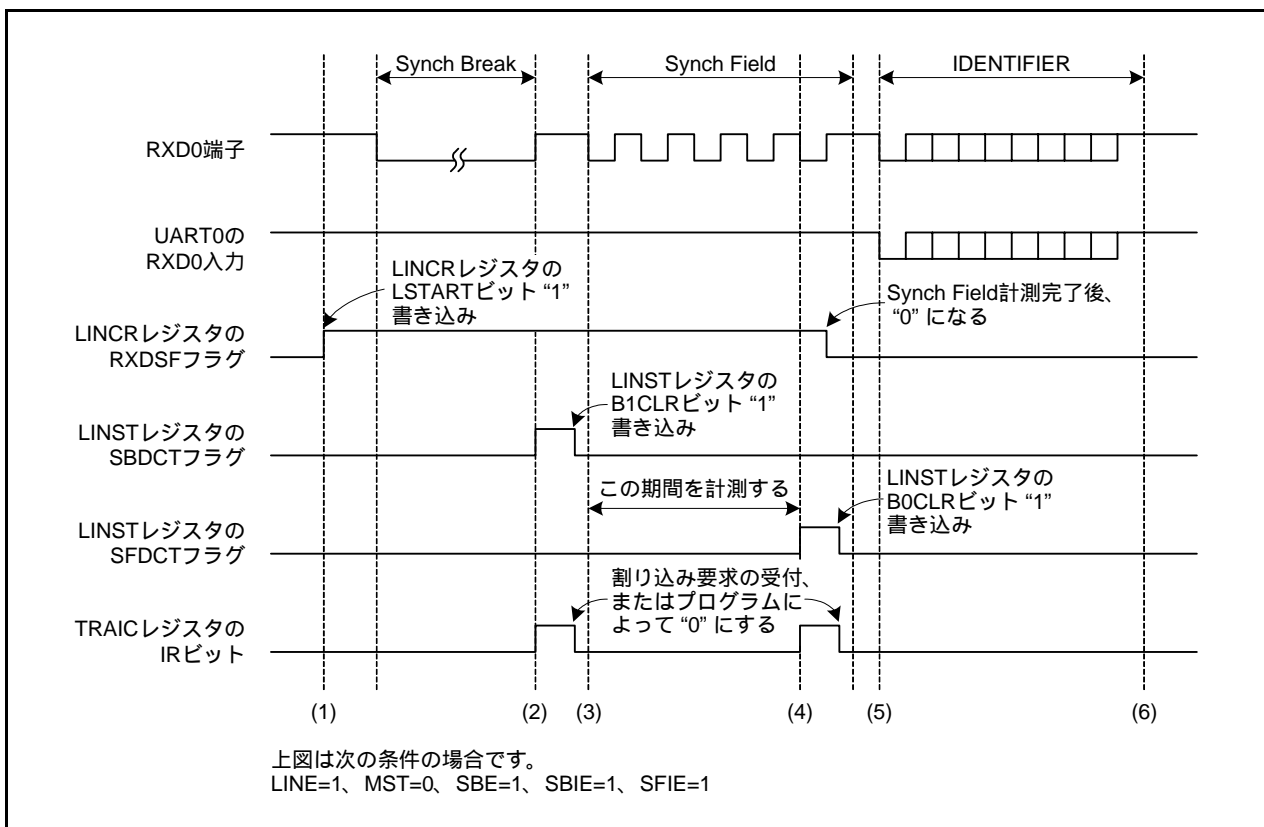 Synch Break
Synch Field
IDENTIFIER
RXD0端子
UART0の
RXD0入力
LINCRレジスタの
LSTARTビット “1”
書き込み
Synch Field計測完了後、
“0” になる
LINCRレジスタの
RXDSFフラグ
LINSTレジスタの
B1CLRビット “1”
書き込み
LINSTレジスタの
SBDCTフラグ
この期間を計測する
LINSTレジスタの
B0CLRビット “1”
書き込み
LINSTレジスタの
SFDCTフラグ
割り込み要求の受付、
またはプログラムに
よって “0” にする
TRAICレジスタの
IRビット
(1)
(2)
(3)
(4)
(5)
(6)
上図は次の条件の場合です。
LINE=1、MST=0、SBE=1、SBIE=1、SFIE=1